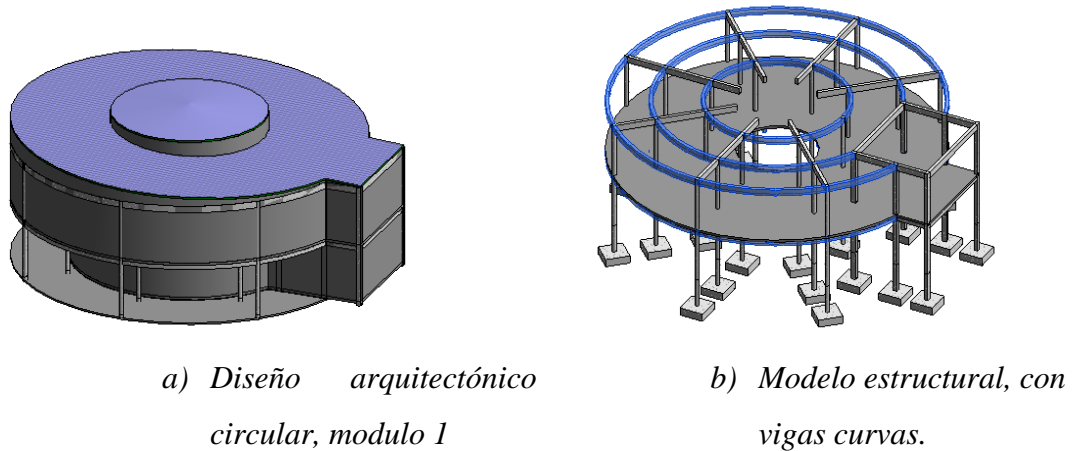 a) Diseño arquitectónico
circular, modulo 1
b) Modelo estructural, con
vigas curvas.